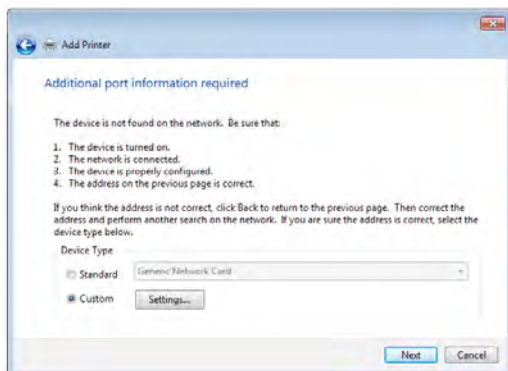 Add Printer
Additional port information required
The device is not found on the network. Be sure that:
1. The device is turned on.
2. The network is connected.
3. The device is properly configured.
4. The address on the previous page is correct.
If you think the address is not correct, click Back to return to the previous page. Then correct the
address and perform another search on the network. If you are sure the address is correct, select the
device type below.
Device Type
Standard Generic Network Card
Custom Settings...
Next Cancel